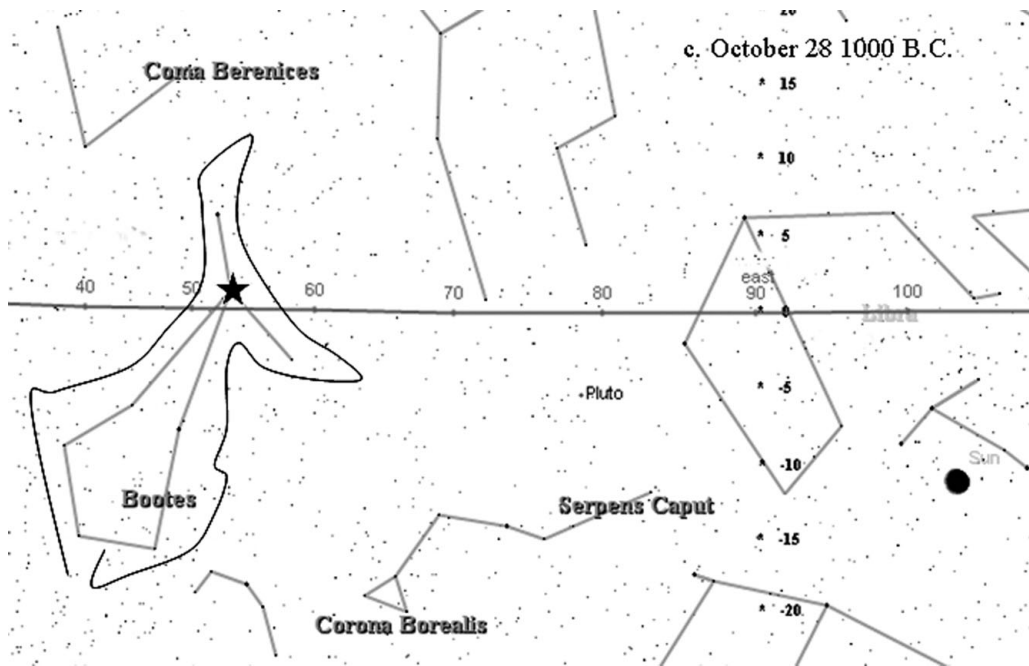 20
c. October 28 1000 B.C.
Coma Berenices
15
10
5
east
40 50 60 70 80 90 100
0
Libra
-5
Pluto
-10
Sun
Bootes
Serpens Caput
-15
-20
Corona Borealis